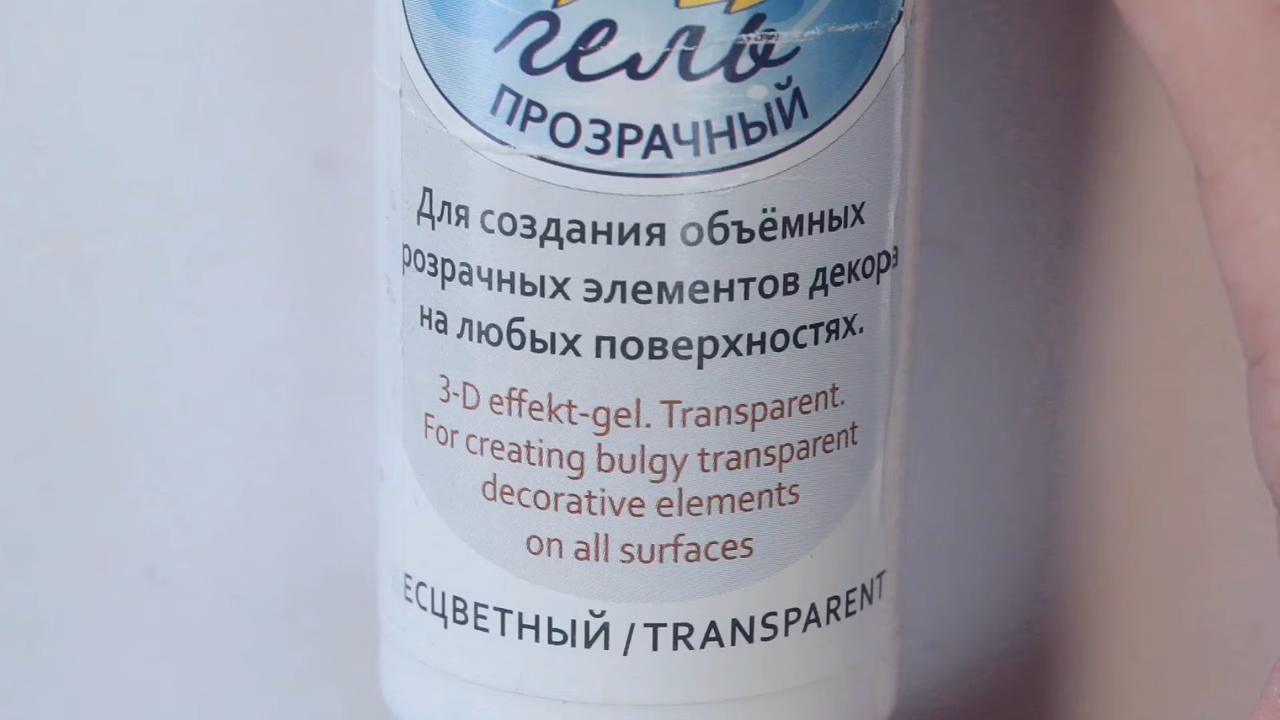 гель
ПРОЗРАЧНЫЙ
Для создания объёмных
розрачных элементов декора
на любых поверхностях.
3-D effekt-gel. Transparent.
For creating bulgy transparent
decorative elements
on all surfaces
ЕСЦВЕТНЫЙ / TRANSPARENT